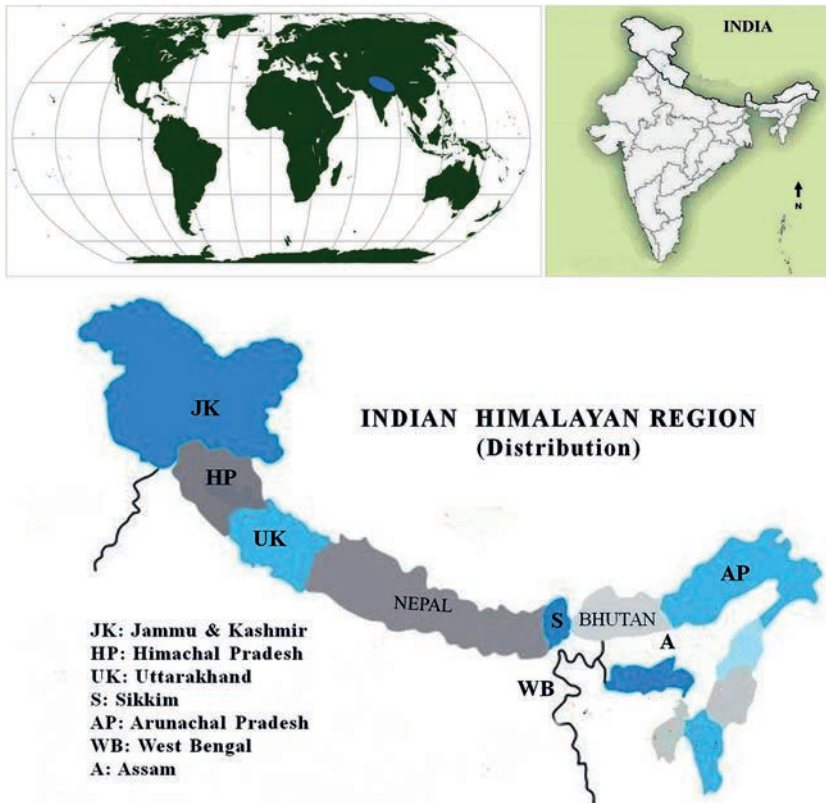 INDIA
N
INDIAN HIMALAYAN REGION
(Distribution)
JK
HP
UK
NEPAL
S
BHUTAN
AP
A
WB
JK: Jammu & Kashmir
HP: Himachal Pradesh
UK: Uttarakhand
S: Sikkim
AP: Arunachal Pradesh
WB: West Bengal
A: Assam